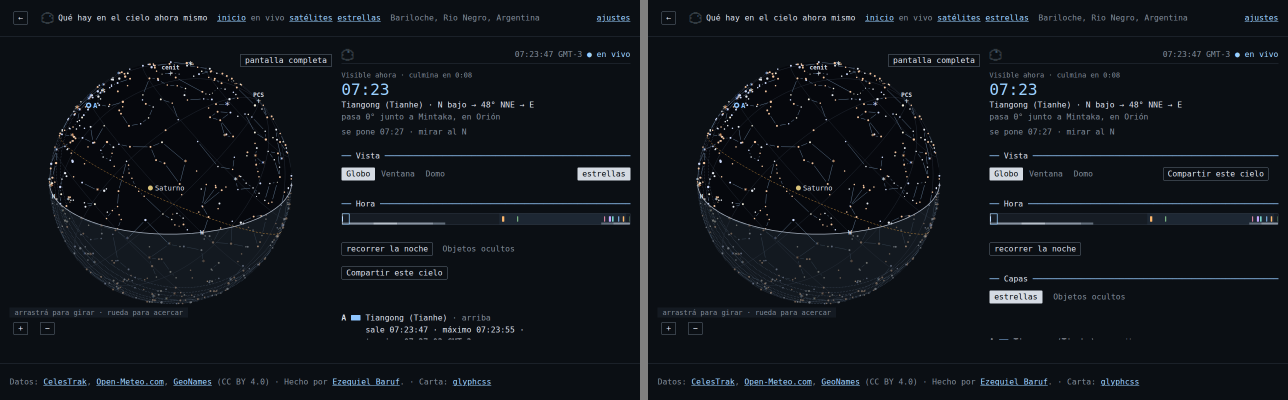 ← Qué hay en el cielo ahora mismo inicio en vivo satélites estrellas Bariloche, Río Negro, Argentina ajustes
pantalla completa
07:23:47 GMT-3 ● en vivo
cenit
PCS
A
Saturno
N
W
Visible ahora · culmina en 0:08
07:23
Tiangong (Tianhe) · N bajo → 48° NNE → E
pasa 0° junto a Mintaka, en Orión
se pone 07:27 · mirar al N
Vista
Globo Ventana Domo estrellas
Hora
recorrer la noche Objetos ocultos
Compartir este cielo
A Tiangong (Tianhe) · arriba
sale 07:23:47 · máximo 07:23:55 ·
arrastrá para girar · rueda para acercar
+ −
Datos: CelesTrak, Open-Meteo.com, GeoNames (CC BY 4.0) · Hecho por Ezequiel Baruf. · Carta: glyphcss
← Qué hay en el cielo ahora mismo inicio en vivo satélites estrellas Bariloche, Río Negro, Argentina ajustes
pantalla completa
07:23:47 GMT-3 ● en vivo
cenit
PCS
A
Saturno
N
W
Visible ahora · culmina en 0:08
07:23
Tiangong (Tianhe) · N bajo → 48° NNE → E
pasa 0° junto a Mintaka, en Orión
se pone 07:27 · mirar al N
Vista
Globo Ventana Domo Compartir este cielo
Hora
recorrer la noche
Capas
estrellas Objetos ocultos
arrastrá para girar · rueda para acercar
+ −
Datos: CelesTrak, Open-Meteo.com, GeoNames (CC BY 4.0) · Hecho por Ezequiel Baruf. · Carta: glyphcss